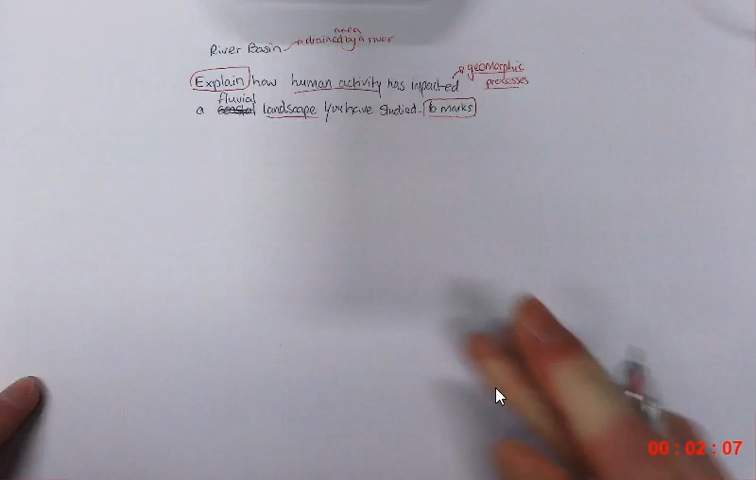 area
River Basin → drained by a river
Explain how human activity has impacted geomorphic
processes
fluvial
a coastal landscape you have studied. 6 marks
00:02:07